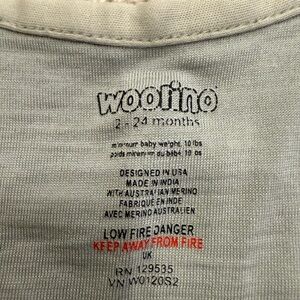 woolino
2 - 24 months
minimum baby weight: 10 lbs
poids minimum du bébé: 10 lbs
DESIGNED IN USA
MADE IN INDIA
WITH AUSTRALIAN MERINO
FABRIQUÉ EN INDE
AVEC MERINO AUSTRALIEN
LOW FIRE DANGER
KEEP AWAY FROM FIRE
UK
RN 129535
VN W0120S2